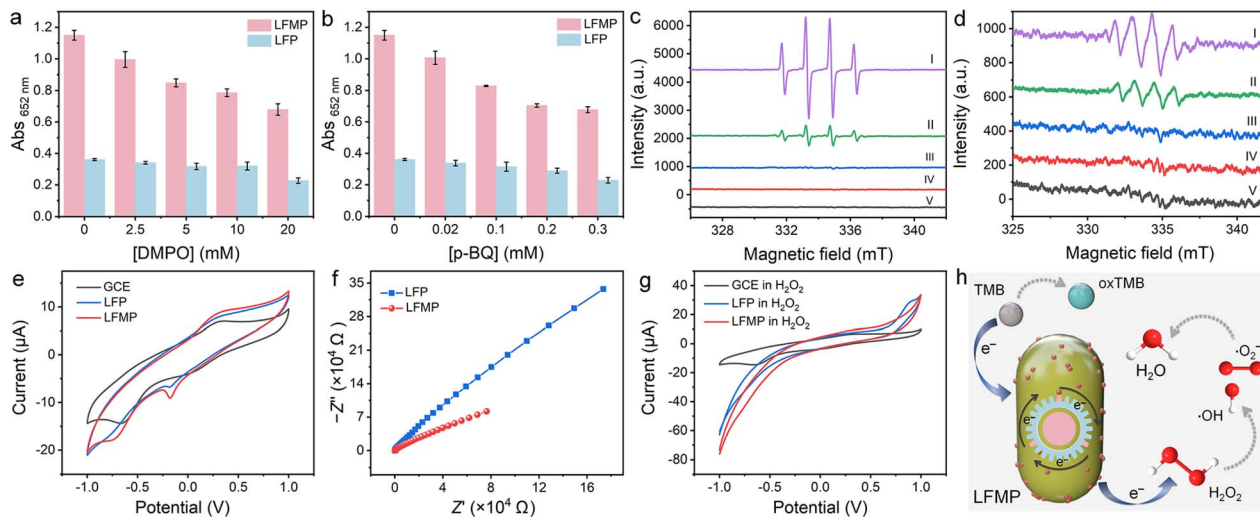 a
LFMP
LFP
Abs 652 nm
1.2
1.0
0.8
0.6
0.4
0.2
0.0
0 2.5 5 10 20
[DMPO] (mM)
b
LFMP
LFP
Abs 652 nm
1.2
1.0
0.8
0.6
0.4
0.2
0.0
0 0.02 0.1 0.2 0.3
[p-BQ] (mM)
c
Intensity (a.u.)
6000
5000
4000
3000
2000
1000
0
I
II
III
IV
V
328 332 336 340
Magnetic field (mT)
d
Intensity (a.u.)
1000
800
600
400
200
0
I
II
III
IV
V
325 330 335 340
Magnetic field (mT)
e
GCE
LFP
LFMP
Current (μA)
10
0
-10
-20
-1.0 -0.5 0.0 0.5 1.0
Potential (V)
f
LFP
LFMP
-Z'' (×10⁴ Ω)
35
28
21
14
7
0
0 4 8 12 16
Z' (×10⁴ Ω)
g
GCE in H₂O₂
LFP in H₂O₂
LFMP in H₂O₂
Current (μA)
60
40
20
0
-20
-40
-60
-80
-1.0 -0.5 0.0 0.5 1.0
Potential (V)
h
TMB
oxTMB
e⁻
H₂O
·O₂⁻
·OH
e⁻
e⁻
e⁻
e⁻
H₂O₂
LFMP